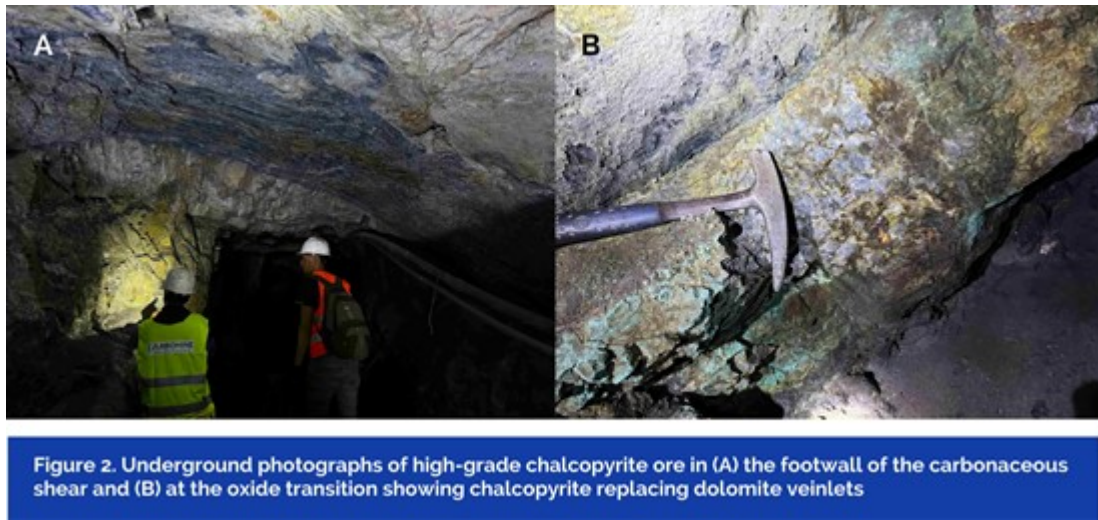 A
B
Figure 2. Underground photographs of high-grade chalcopyrite ore in (A) the footwall of the carbonaceous
shear and (B) at the oxide transition showing chalcopyrite replacing dolomite veinlets